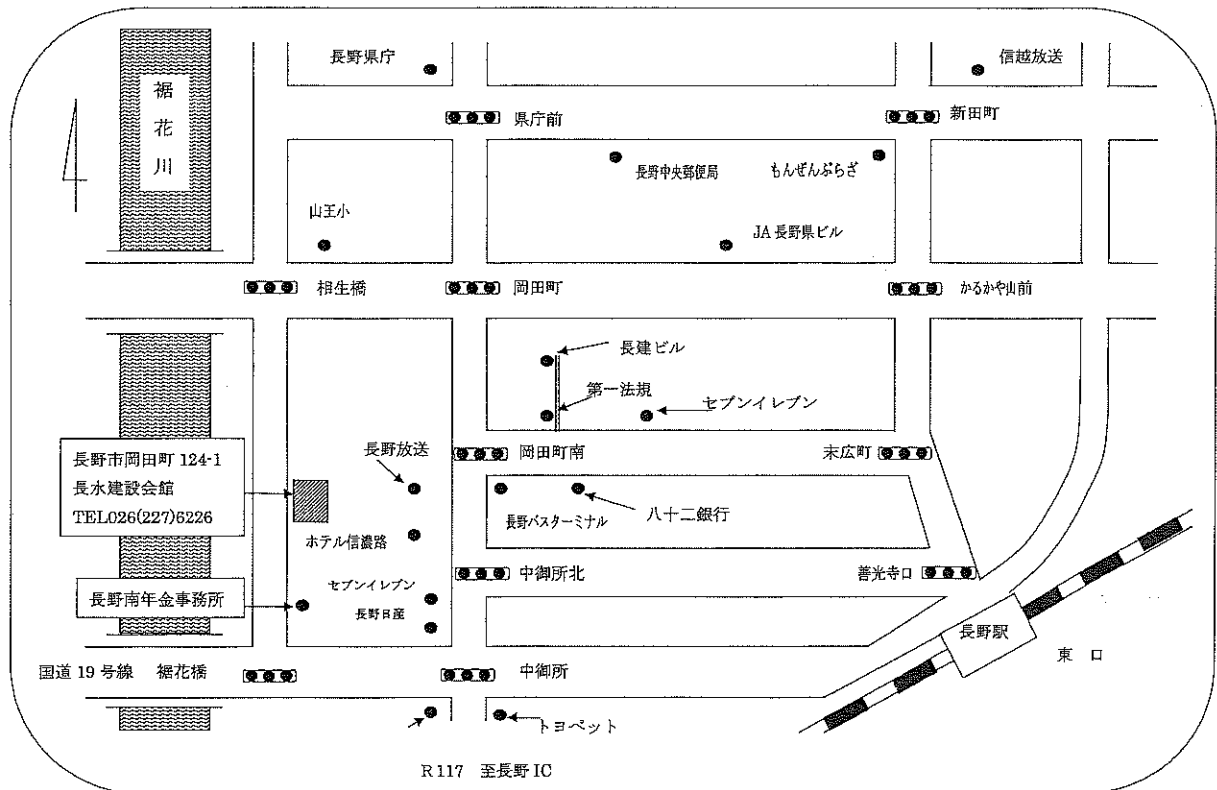 長野県庁
信越放送
裾花川
県庁前
新田町
長野中央郵便局
もんぜんぷらざ
山王小
JA長野県ビル
相生橋
岡田町
かるかや山前
長建ビル
第一法規
セブンイレブン
長野放送
岡田町南
末広町
長野市岡田町 124-1
長水建設会館
TEL026(227)6226
長野バスターミナル
八十二銀行
ホテル信濃路
中御所北
善光寺口
セブンイレブン
長野南年金事務所
長野日産
長野駅
東 口
国道 19 号線 裾花橋
中御所
トヨペット
R117 至長野 IC